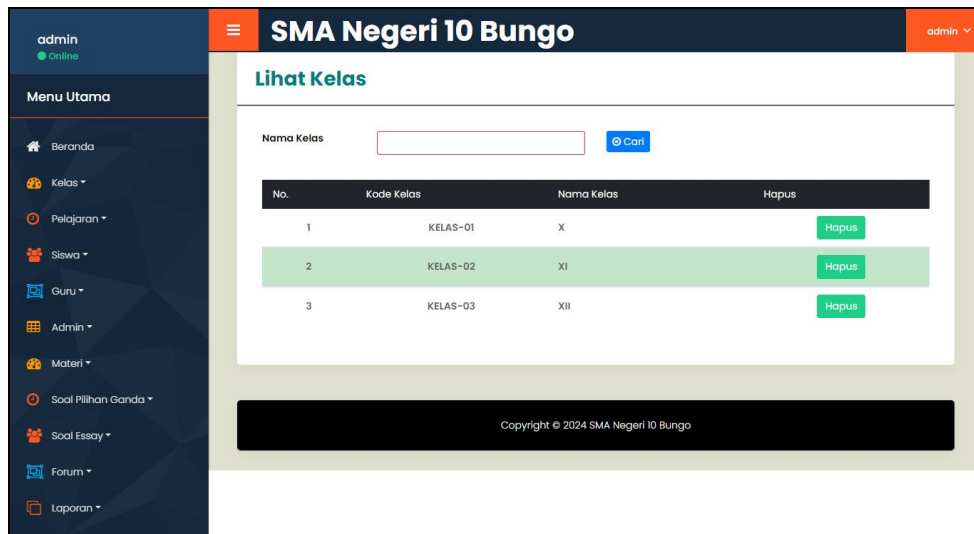 admin
Online
Menu Utama
Beranda
Kelas
Pelajaran
Siswa
Guru
Admin
Materi
Soal Pilihan Ganda
Soal Essay
Forum
Laporan
SMA Negeri 10 Bungo
admin
Lihat Kelas
Nama Kelas
Cari
No. Kode Kelas Nama Kelas Hapus
1 KELAS-01 X Hapus
2 KELAS-02 XI Hapus
3 KELAS-03 XII Hapus
Copyright © 2024 SMA Negeri 10 Bungo